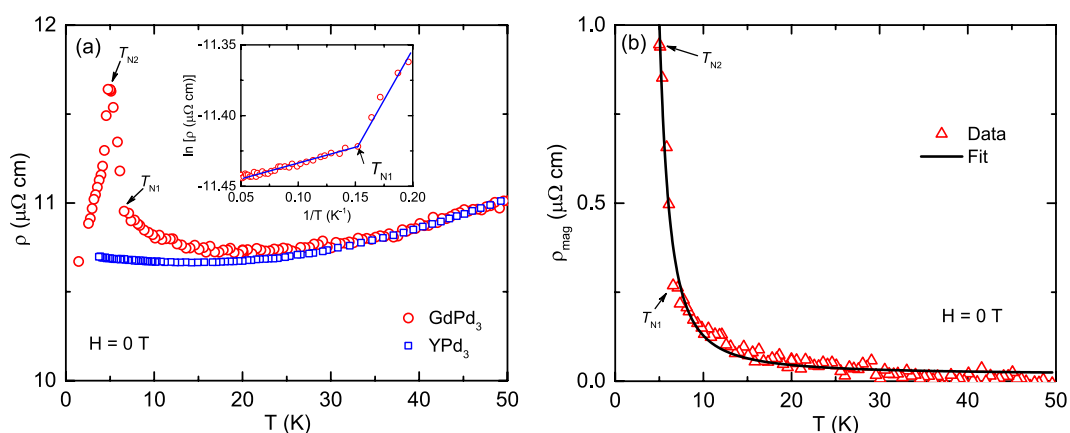 (a)
T_N2
T_N1
12
11
10
ρ (μΩ cm)
0
10
20
30
40
50
T (K)
H = 0 T
GdPd₃
YPd₃
-11.35
-11.40
-11.45
ln [ρ (μΩ cm)]
0.05
0.10
0.15
0.20
1/T (K⁻¹)
T_N1
(b)
T_N2
T_N1
1.0
0.5
0.0
ρ_mag (μΩ cm)
Data
Fit
H = 0 T
0
10
20
30
40
50
T (K)